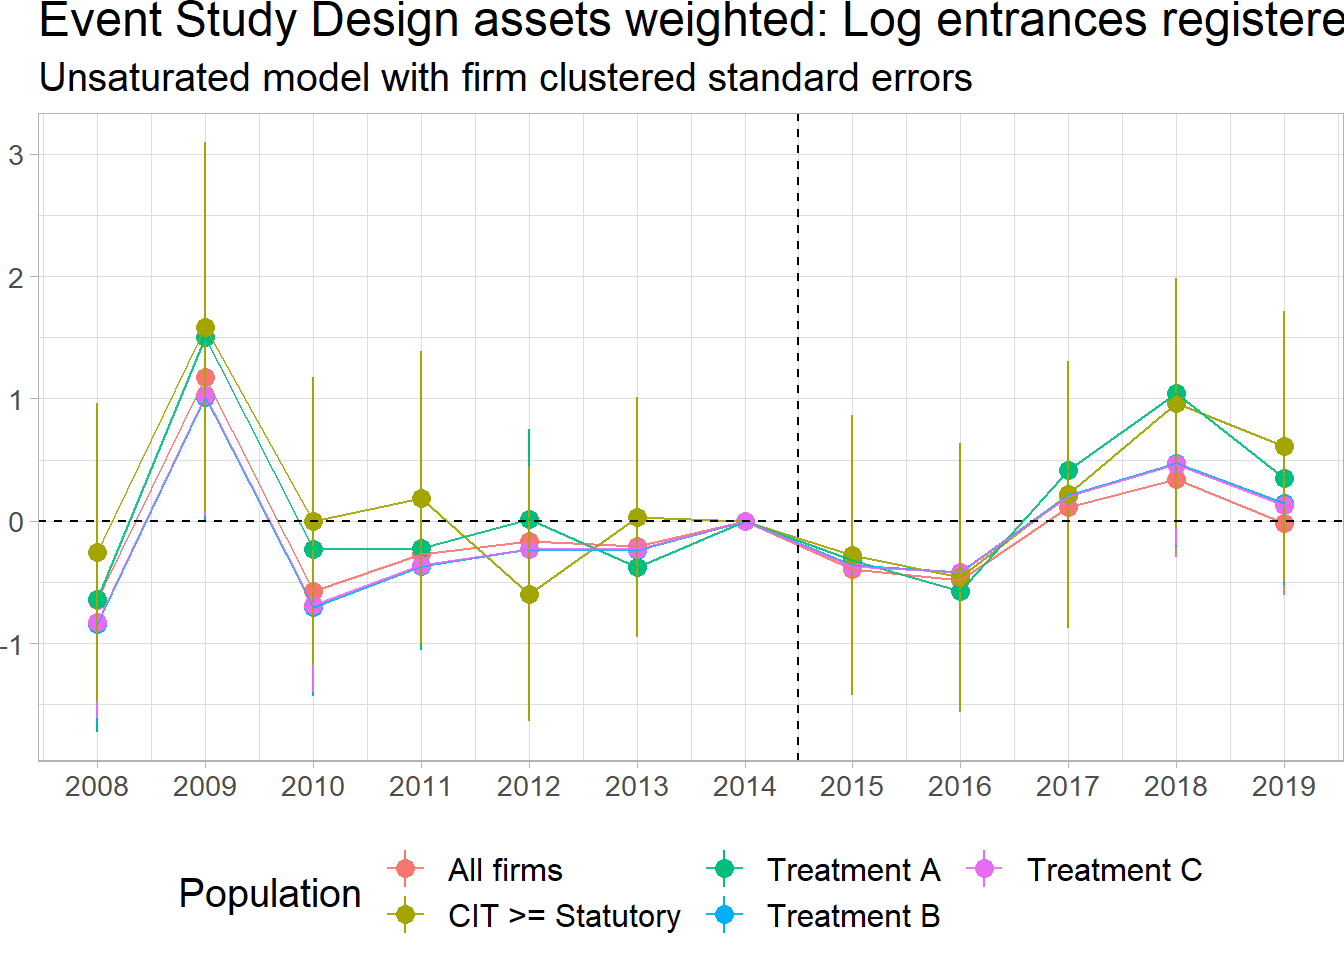 Event Study Design assets weighted: Log entrances registere
Unsaturated model with firm clustered standard errors
3
2
1
0
-1
2008 2009 2010 2011 2012 2013 2014 2015 2016 2017 2018 2019
Population
All firms
CIT >= Statutory
Treatment A
Treatment B
Treatment C